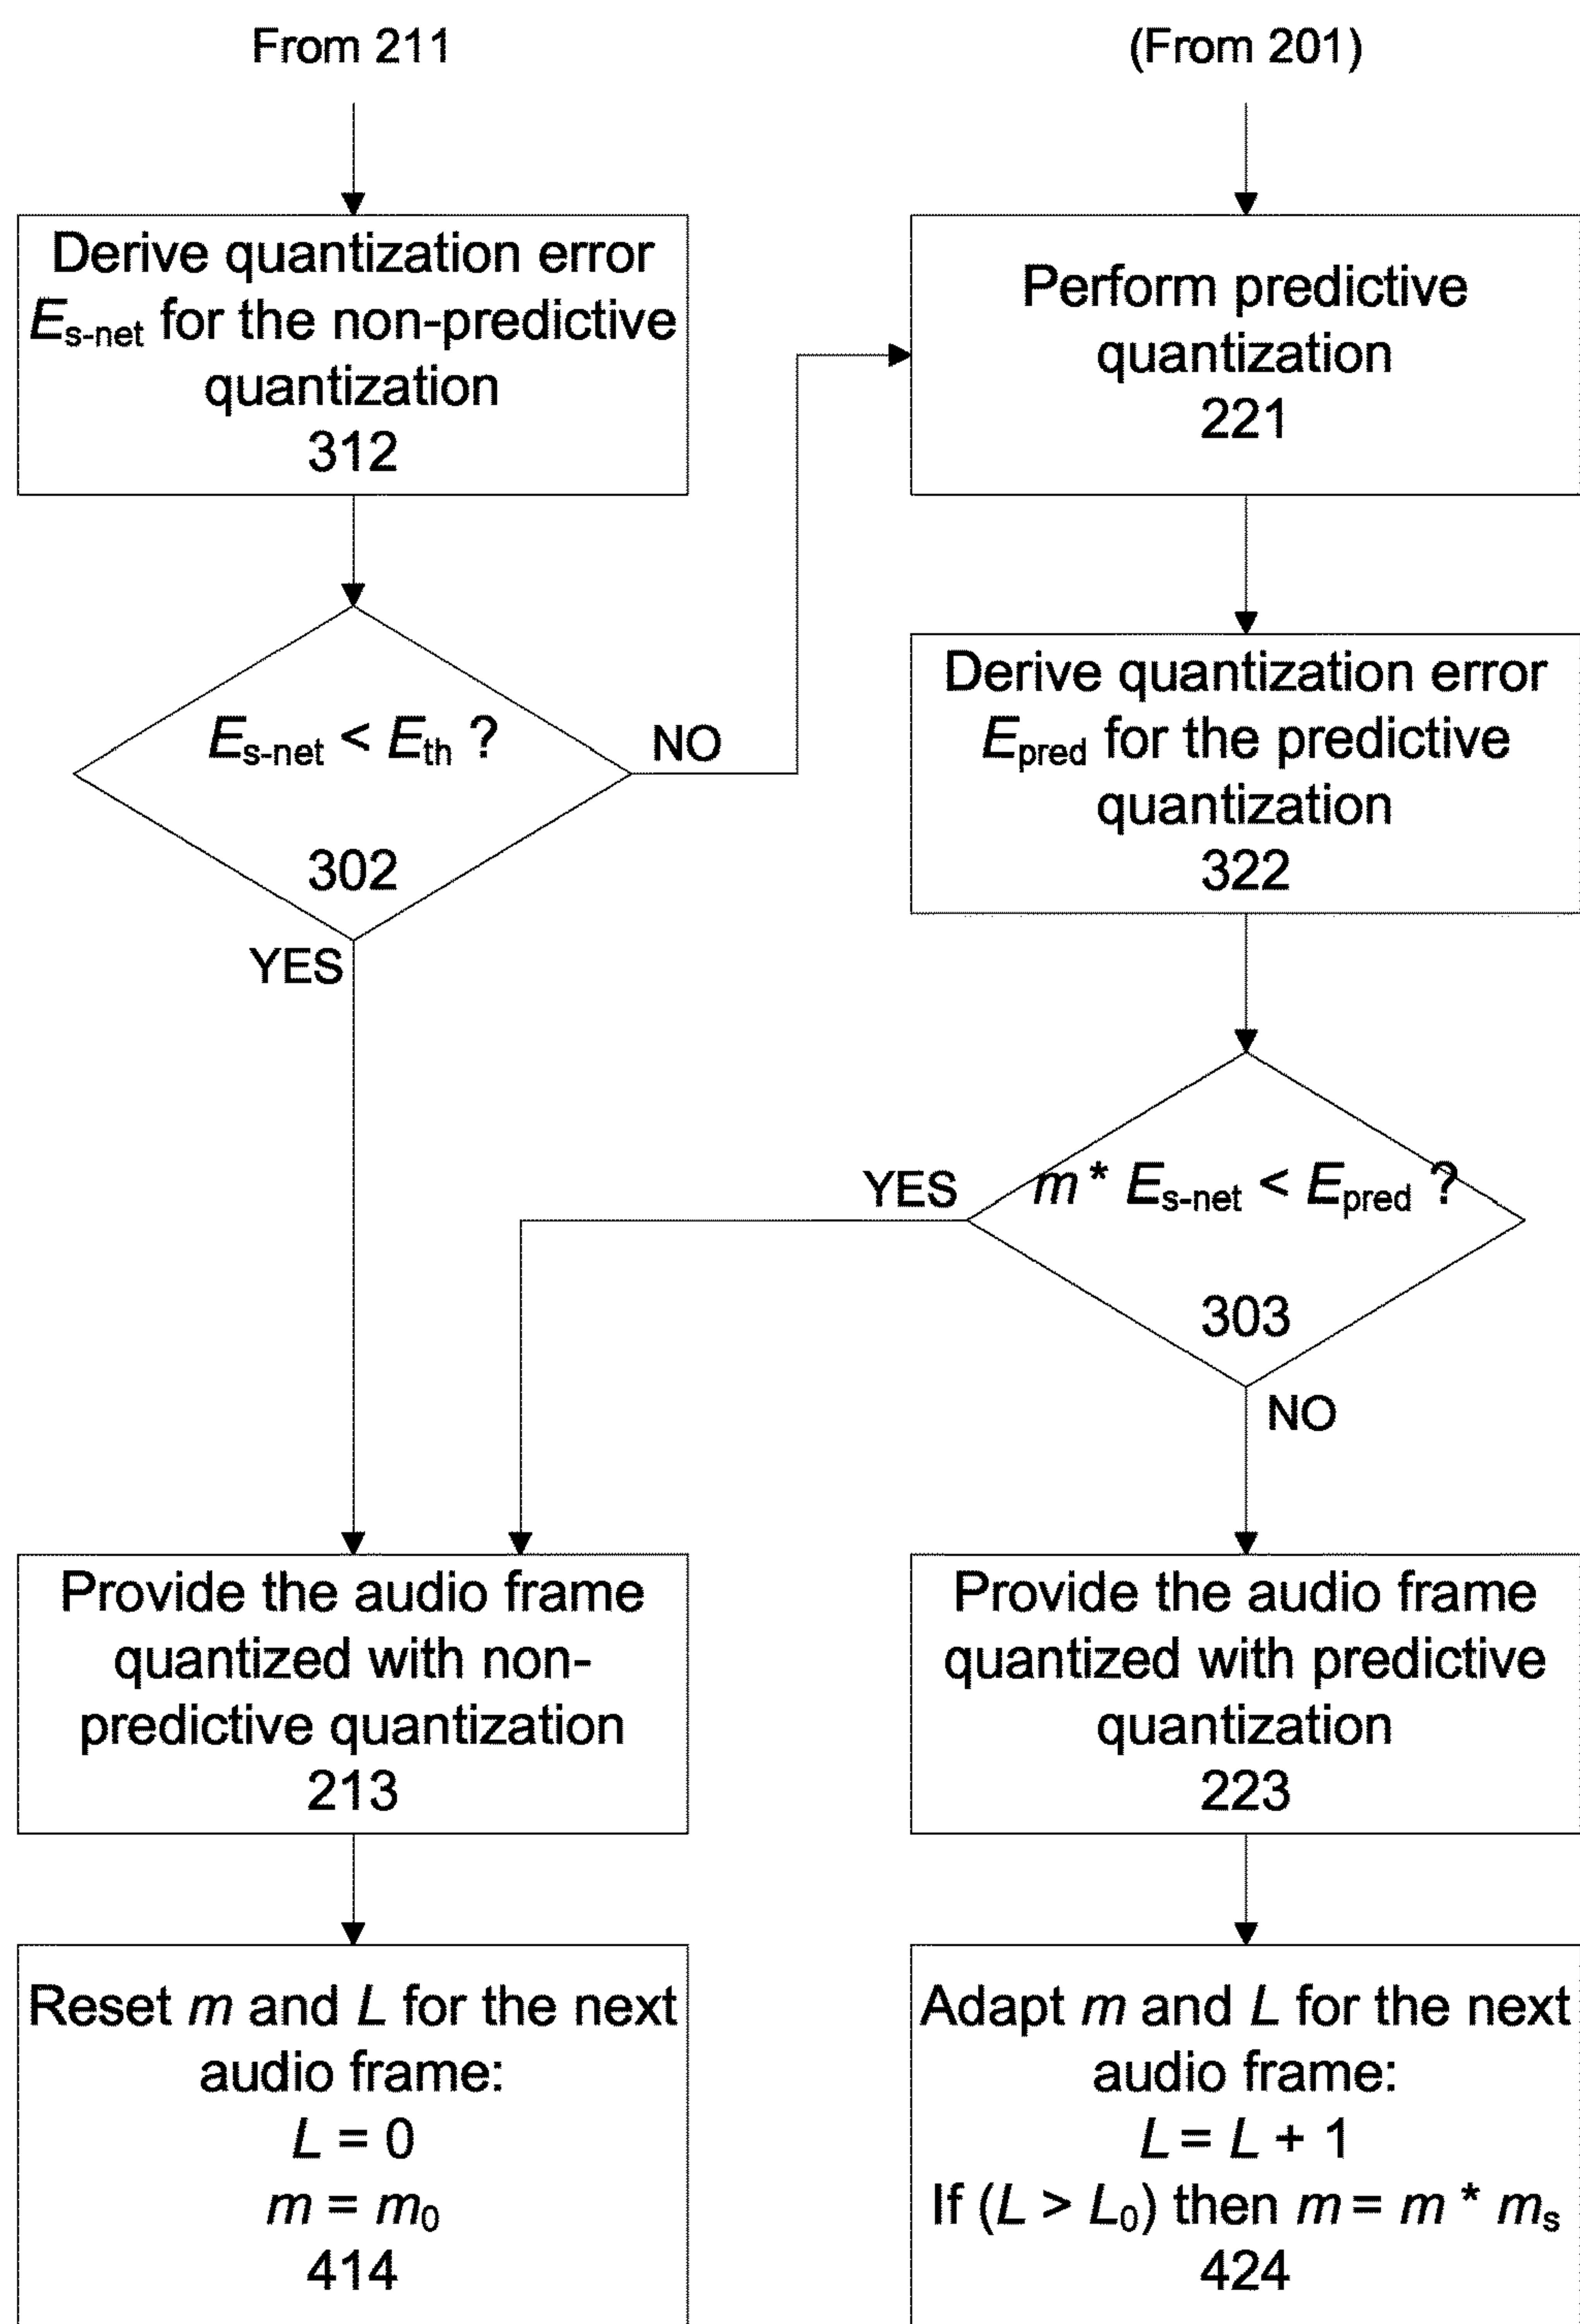 From 211
(From 201)
Derive quantization error
Es-net for the non-predictive
quantization
312
Perform predictive
quantization
221
Es-net < Eth ?
302
NO
YES
Derive quantization error
Epred for the predictive
quantization
322
m * Es-net < Epred ?
303
YES
NO
Provide the audio frame
quantized with non-
predictive quantization
213
Provide the audio frame
quantized with predictive
quantization
223
Reset m and L for the next
audio frame:
L = 0
m = m0
414
Adapt m and L for the next
audio frame:
L = L + 1
If (L > L0) then m = m * ms
424